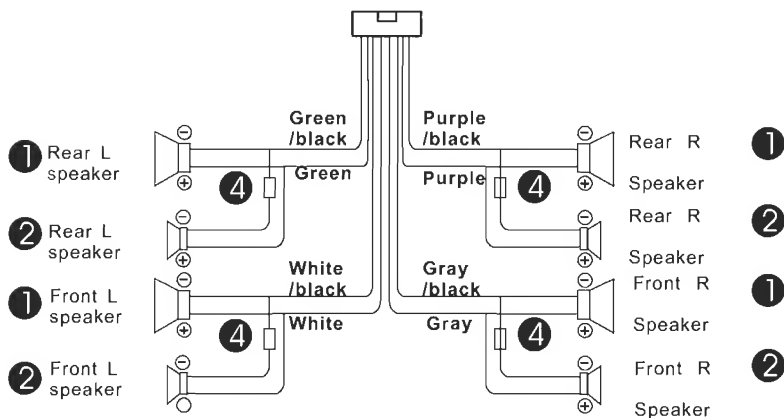 Green
/black
Purple
/black
1 Rear L
speaker
Rear R 1
Green
4
Purple
4
Speaker
2 Rear L
speaker
Rear R 2
Speaker
White
/black
Gray
/black
1 Front L
speaker
Front R 1
White
4
Gray
4
Speaker
2 Front L
speaker
Front R 2
Speaker